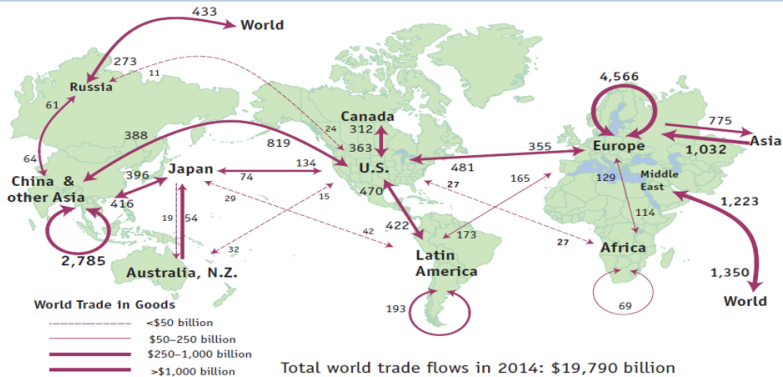 433
World
273
11
Russia
4,566
61
Canada
775
388
24
312
819
363
355
Europe
1,032
Asia
64
Japan
134
U.S.
481
China &
other Asia
396
74
470
27
165
129
Middle
East
416
29
15
1,223
19
54
422
173
114
42
27
32
Africa
2,785
Latin
America
Australia, N.Z.
1,350
World
193
69
World Trade in Goods
<$50 billion
$50–250 billion
$250–1,000 billion
>$1,000 billion
Total world trade flows in 2014: $19,790 billion